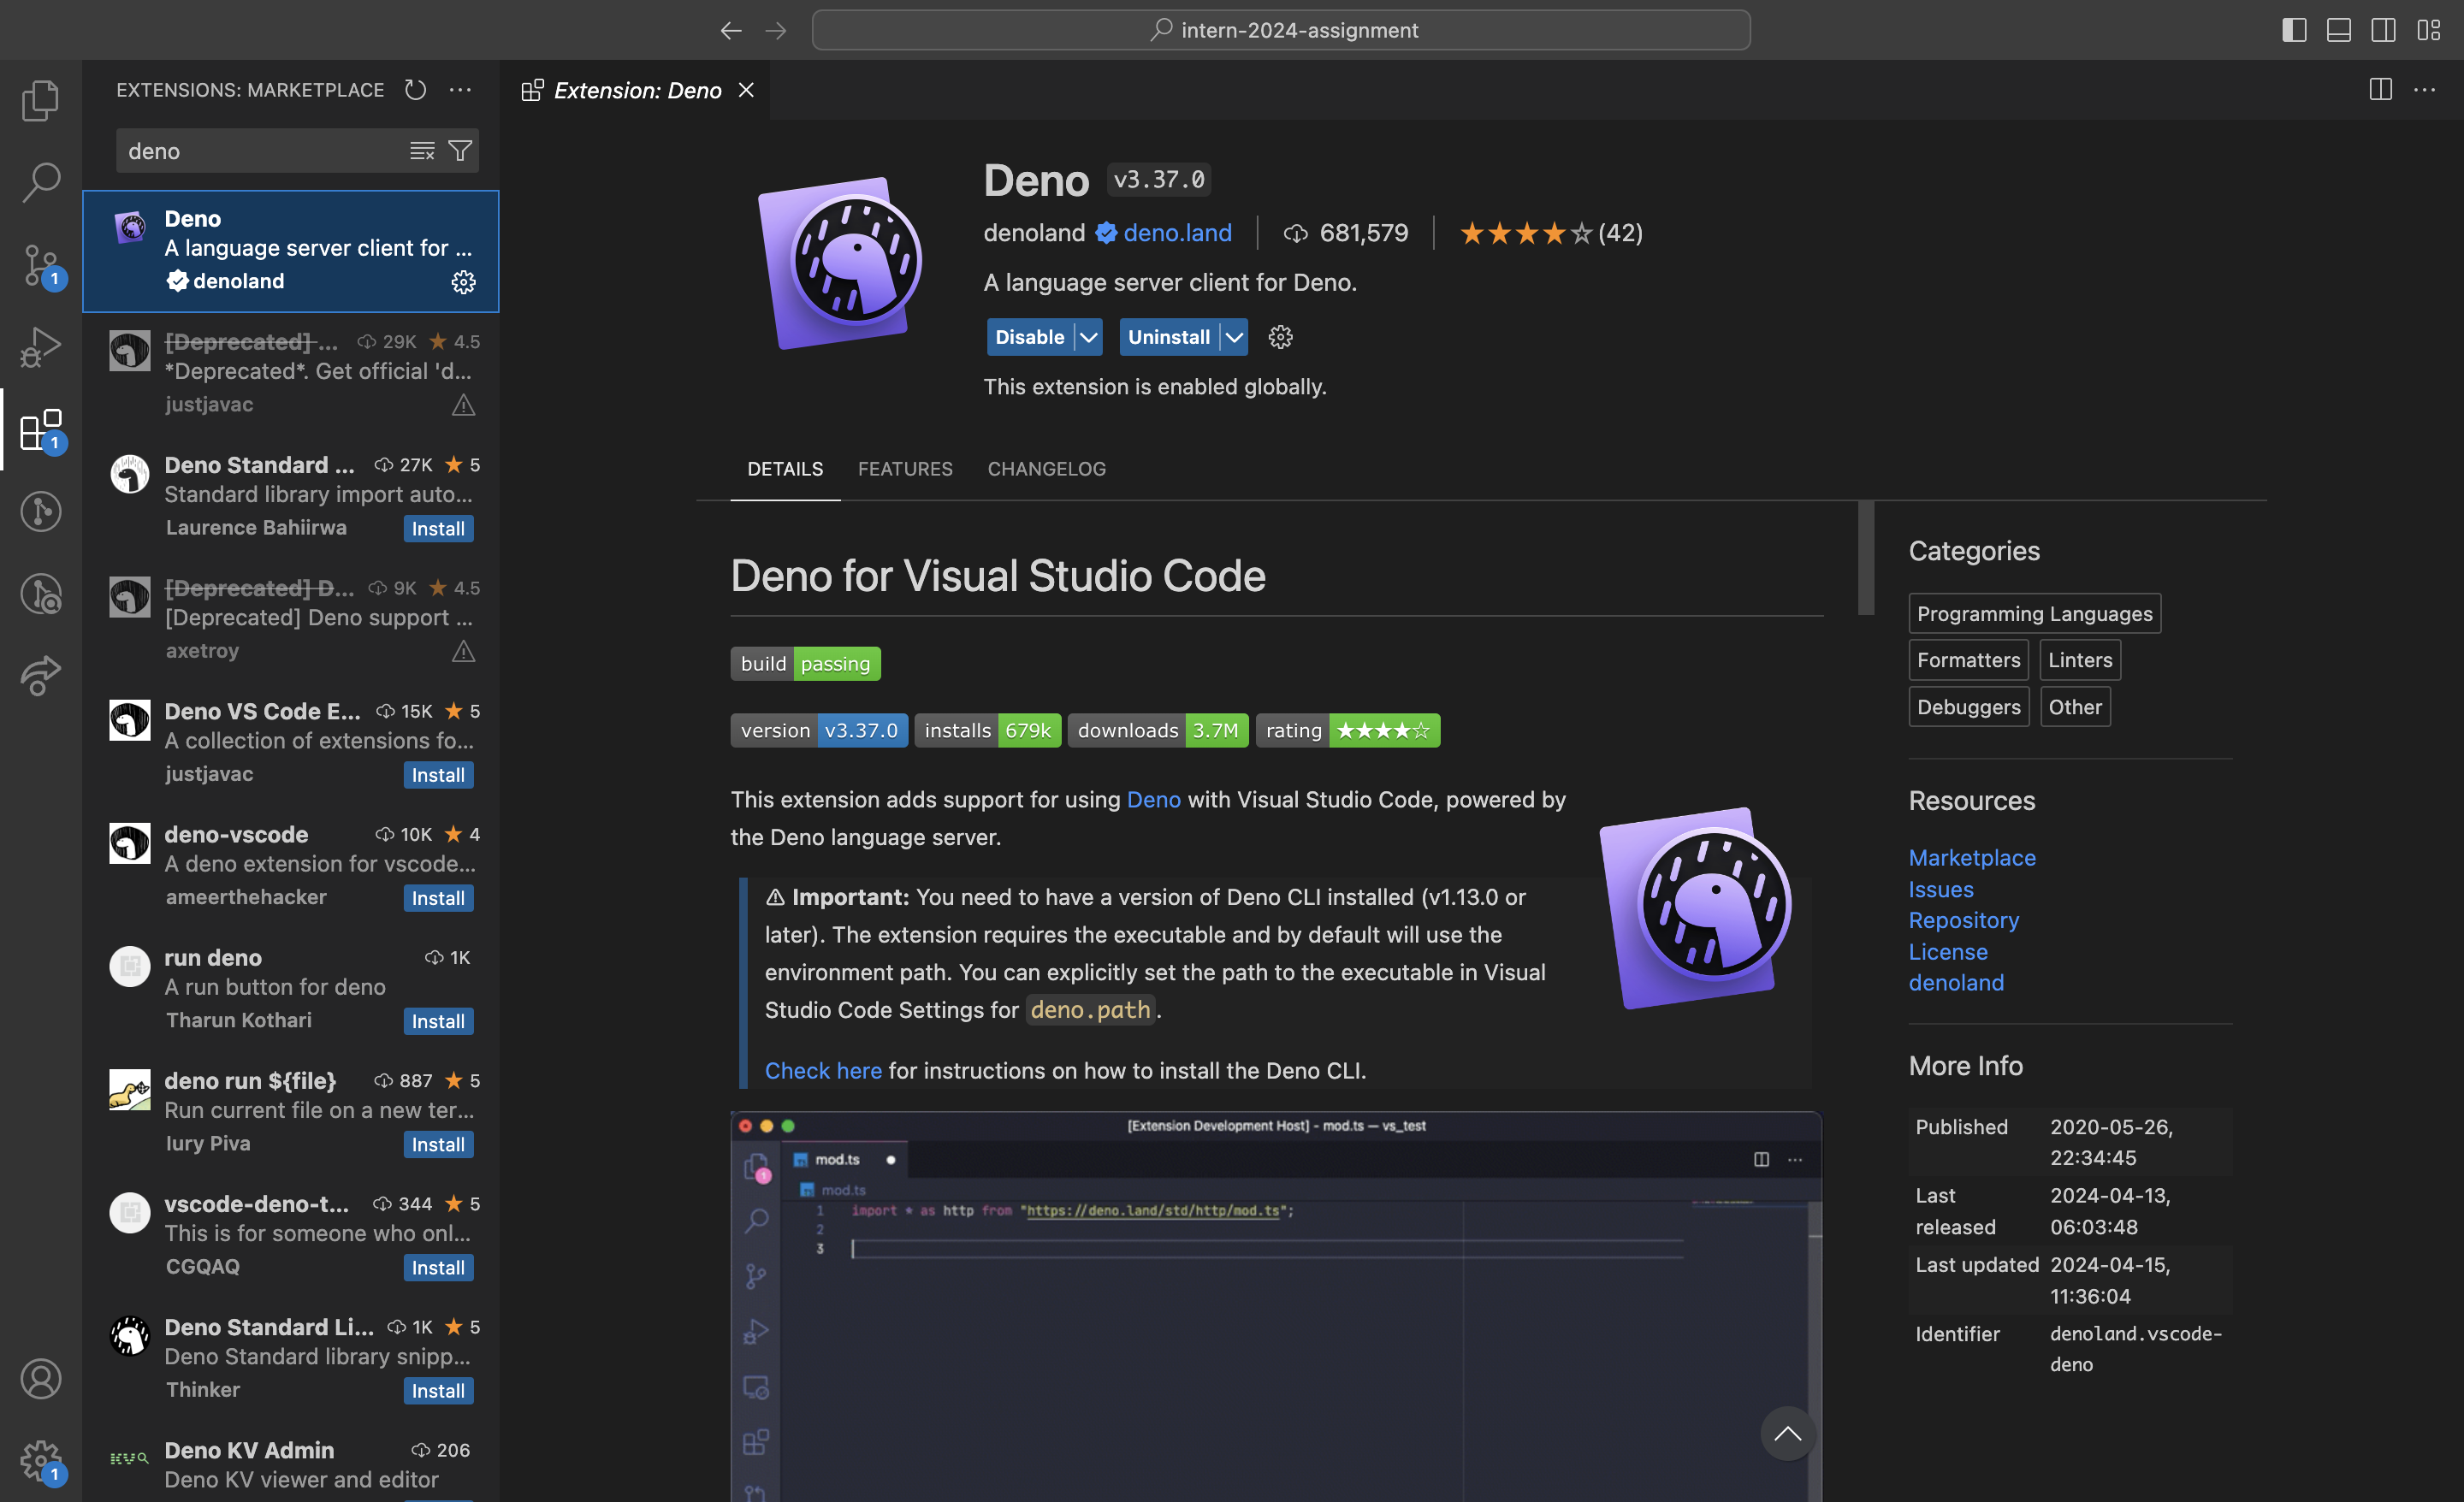 intern-2024-assignment
EXTENSIONS: MARKETPLACE
deno
Deno
A language server client for ...
denoland
[Deprecated] ... 29K 4.5
*Deprecated*. Get official 'd...
justjavac
Deno Standard ... 27K 5
Standard library import auto...
Laurence Bahiirwa Install
[Deprecated] D... 9K 4.5
[Deprecated] Deno support ...
axetroy
Deno VS Code E... 15K 5
A collection of extensions fo...
justjavac Install
deno-vscode 10K 4
A deno extension for vscode...
ameerthehacker Install
run deno 1K
A run button for deno
Tharun Kothari Install
deno run ${file} 887 5
Run current file on a new ter...
Iury Piva Install
vscode-deno-t... 344 5
This is for someone who onl...
CGQAQ Install
Deno Standard Li... 1K 5
Deno Standard library snipp...
Thinker Install
Deno KV Admin 206
Deno KV viewer and editor
1
1
1
Extension: Deno
Deno v3.37.0
denoland deno.land 681,579 ★★★★☆ (42)
A language server client for Deno.
Disable Uninstall
This extension is enabled globally.
DETAILS FEATURES CHANGELOG
Deno for Visual Studio Code
build passing
version v3.37.0 installs 679k downloads 3.7M rating ★★★★☆
This extension adds support for using Deno with Visual Studio Code, powered by
the Deno language server.
⚠ Important: You need to have a version of Deno CLI installed (v1.13.0 or
later). The extension requires the executable and by default will use the
environment path. You can explicitly set the path to the executable in Visual
Studio Code Settings for deno.path.
Check here for instructions on how to install the Deno CLI.
[Extension Development Host] - mod.ts — vs_test
1
mod.ts
mod.ts
1 import * as http from "https://deno.land/std/http/mod.ts";
2
3
Categories
Programming Languages
Formatters Linters
Debuggers Other
Resources
Marketplace
Issues
Repository
License
denoland
More Info
Published 2020-05-26,
22:34:45
Last 2024-04-13,
released 06:03:48
Last updated 2024-04-15,
11:36:04
Identifier denoland.vscode-
deno